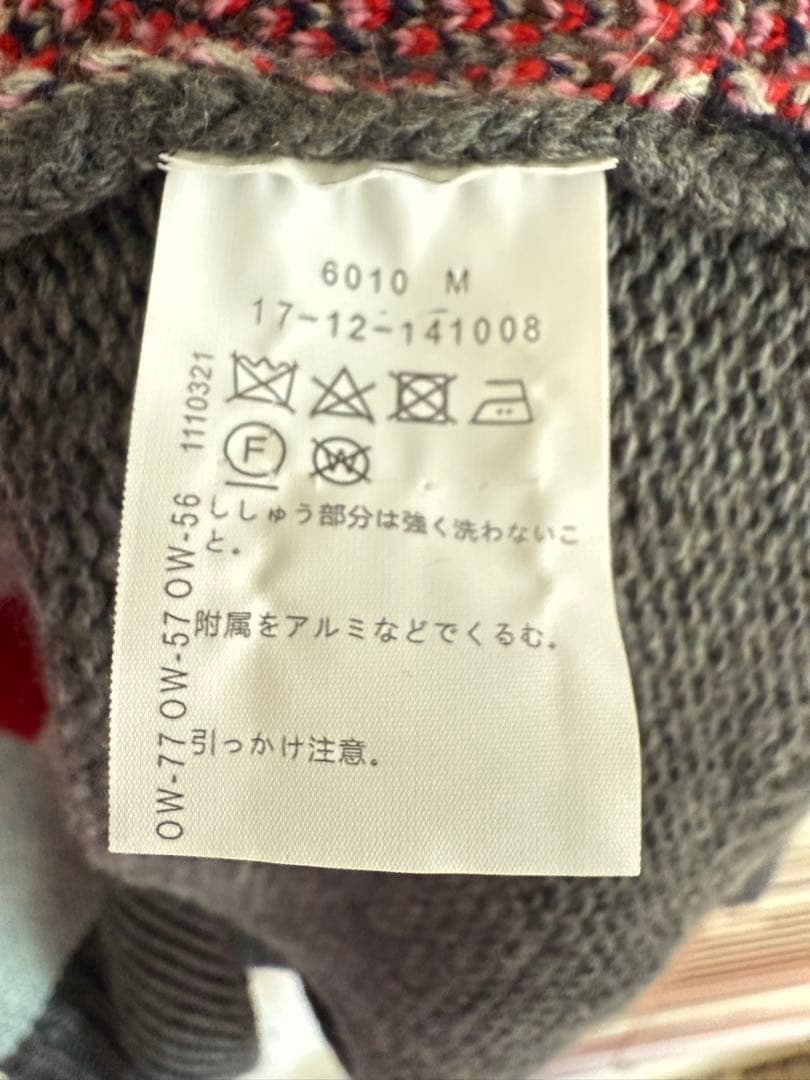 6010 M
17-12-141008
1110321
F
W
OW-77 OW-57 OW-56
ししゅう部分は強く洗わないこ
と。
附属をアルミなどでくるむ。
引っかけ注意。